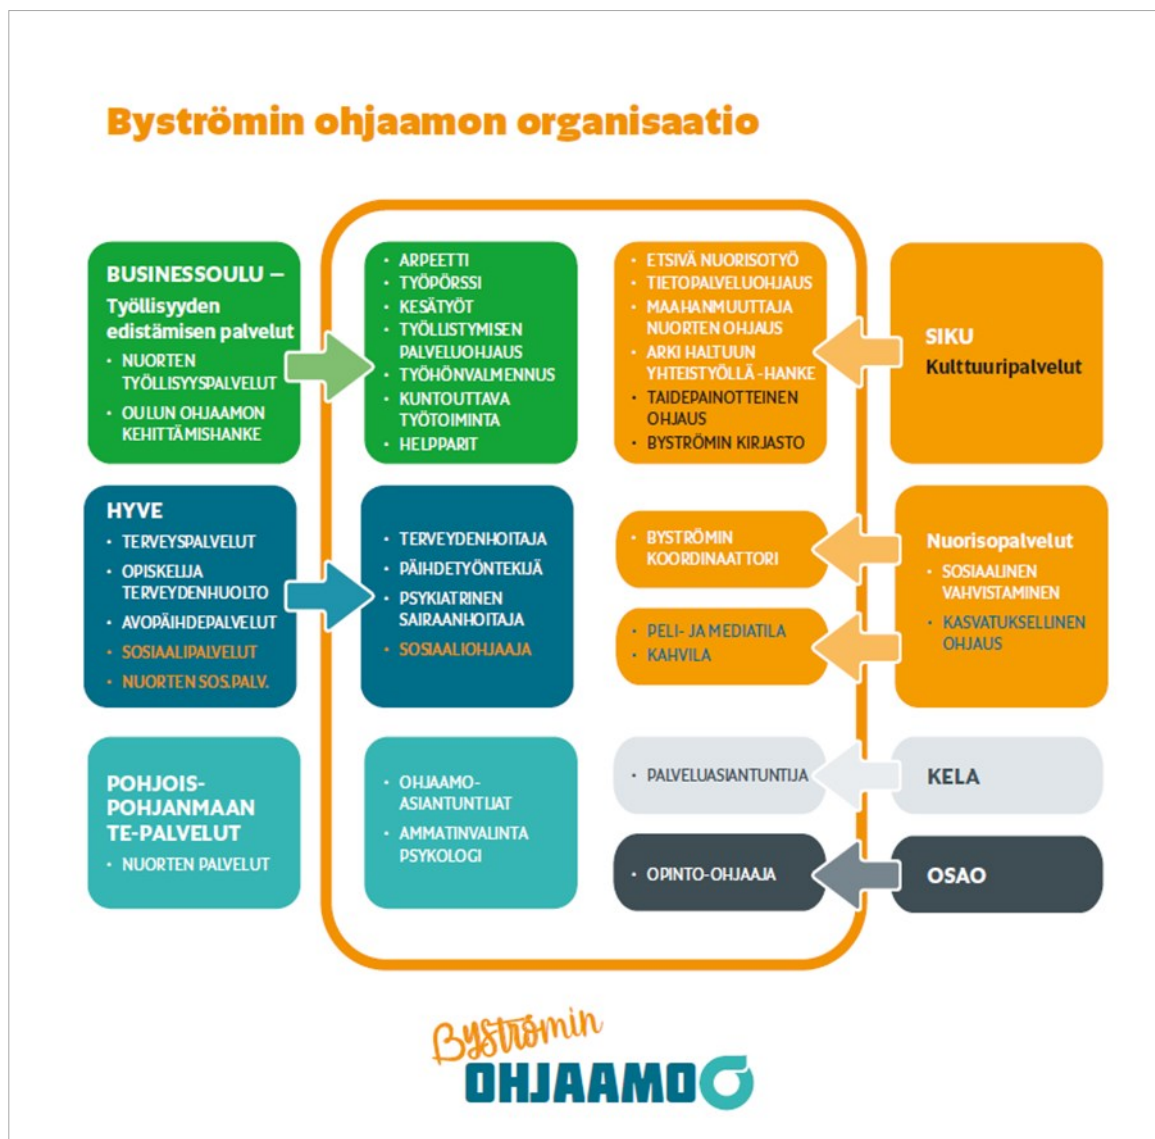 Byströmin ohjaamon organisaatio
BUSINESSOULU –
Työllisyyden
edistämisen palvelut
• NUORTEN
TYÖLLISYYSPALVELUT
• OULUN OHJAAMON
KEHITTÄMISHANKE
• ARPEETTI
• TYÖPÖRSSI
• KESÄTYÖT
• TYÖLLISTYMISEN
PALVELUOHJAUS
• TYÖHÖNVALMENNUS
• KUNTOUTTAVA
TYÖTOIMINTA
• HELPPARIT
• ETSIVÄ NUORISOTYÖ
• TIETOPALVELUOHJAUS
• MAAHANMUUTTAJA
NUORTEN OHJAUS
• ARKI HALTUUN
YHTEISTYÖLLÄ -HANKE
• TAIDEPAINOTTEINEN
OHJAUS
• BYSTRÖMIN KIRJASTO
SIKU
Kulttuuripalvelut
HYVE
• TERVEYSPALVELUT
• OPISKELIJA
TERVEYDENHUOLTO
• AVOPÄIHDEPALVELUT
• SOSIAALIPALVELUT
• NUORTEN SOS.PALV.
• TERVEYDENHOITAJA
• PÄIHDETYÖNTEKIJÄ
• PSYKIATRINEN
SAIRAANHOITAJA
• SOSIAALIOHJAAJA
• BYSTRÖMIN
KOORDINAATTORI
• PELI- JA MEDIATILA
• KAHVILA
Nuorisopalvelut
• SOSIAALINEN
VAHVISTAMINEN
• KASVATUKSELLINEN
OHJAUS
POHJOIS-
POHJANMAAN
TE-PALVELUT
• NUORTEN PALVELUT
• OHJAAMO-
ASIANTUNTIJAT
• AMMATINVALINTA
PSYKOLOGI
• PALVELUASIANTUNTIJA
KELA
• OPINTO-OHJAAJA
OSAO
Byströmin
OHJAAMO